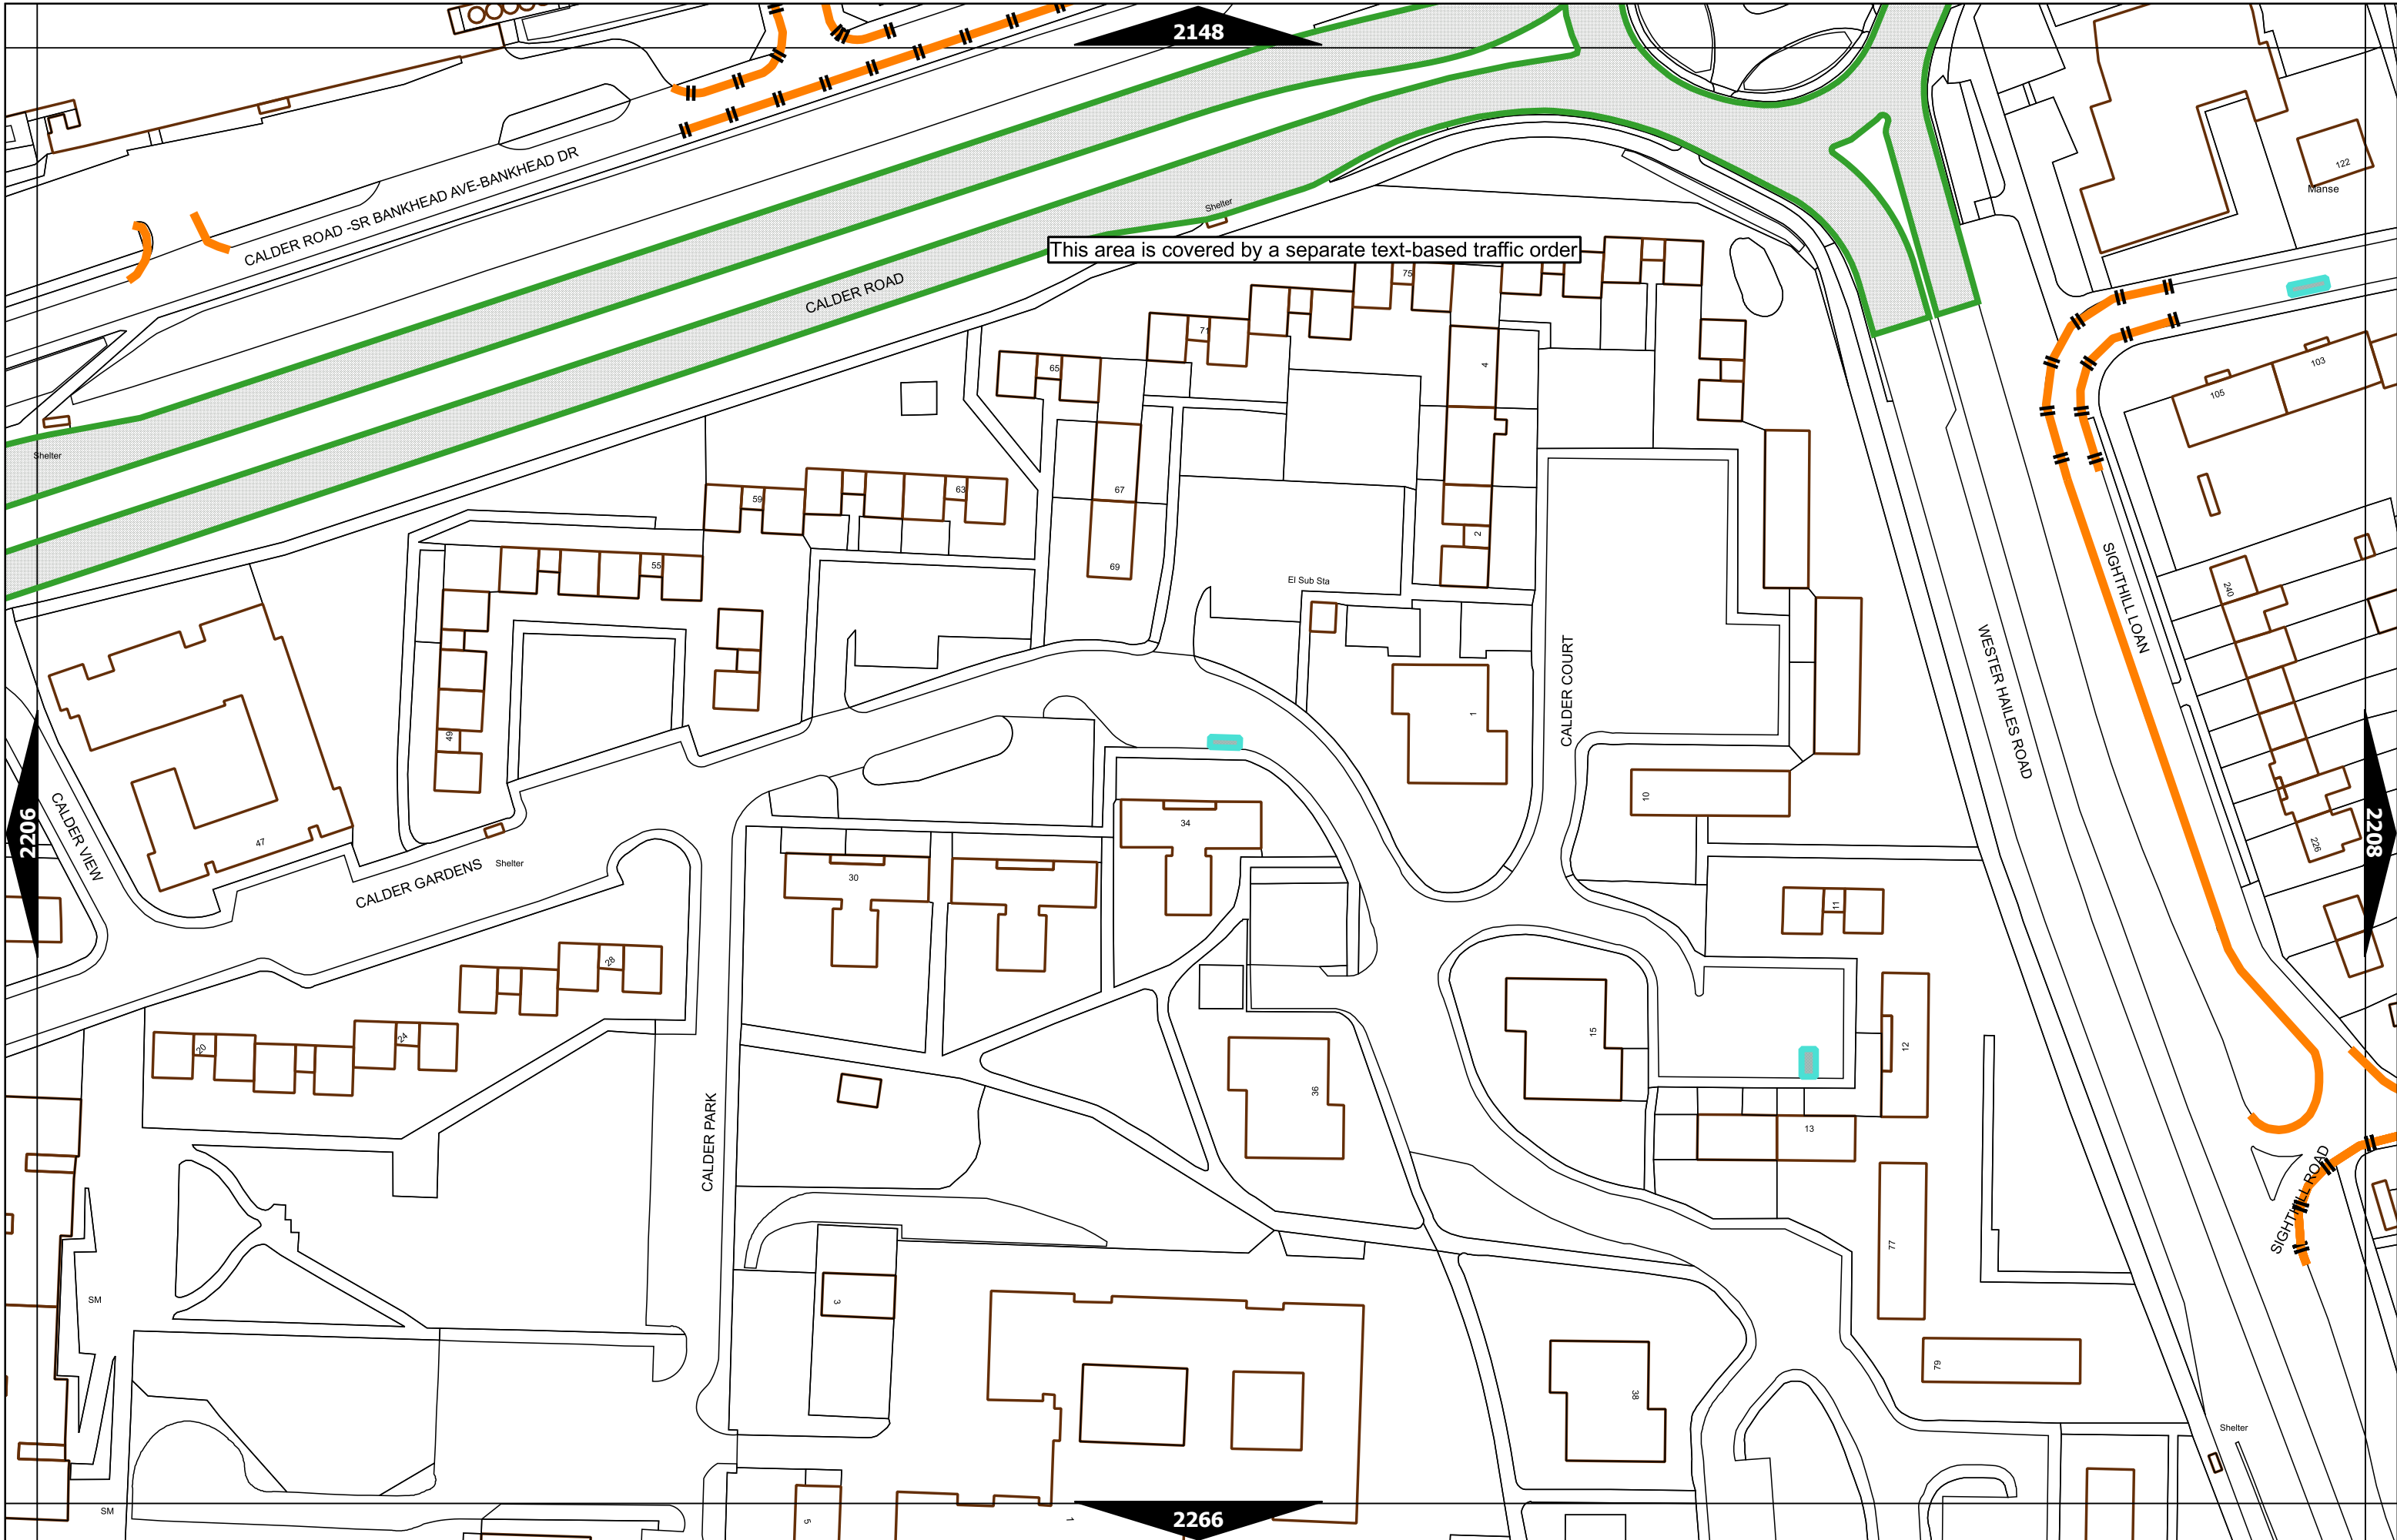 2148
CALDER ROAD -SR BANKHEAD AVE-BANKHEAD DR
122
Manse
Shelter
This area is covered by a separate text-based traffic order
CALDER ROAD
75
71
65
4
103
105
Shelter
59
63
67
2
55
69
El Sub Sta
240
SIGHTHILL LOAN
WESTER HAILES ROAD
CALDER COURT
1
49
10
2206
CALDER VIEW
47
CALDER GARDENS
Shelter
34
30
2208
226
11
28
20
24
15
12
36
13
CALDER PARK
SIGHTHILL ROAD
77
SM
3
79
38
Shelter
SM
5
1
2266